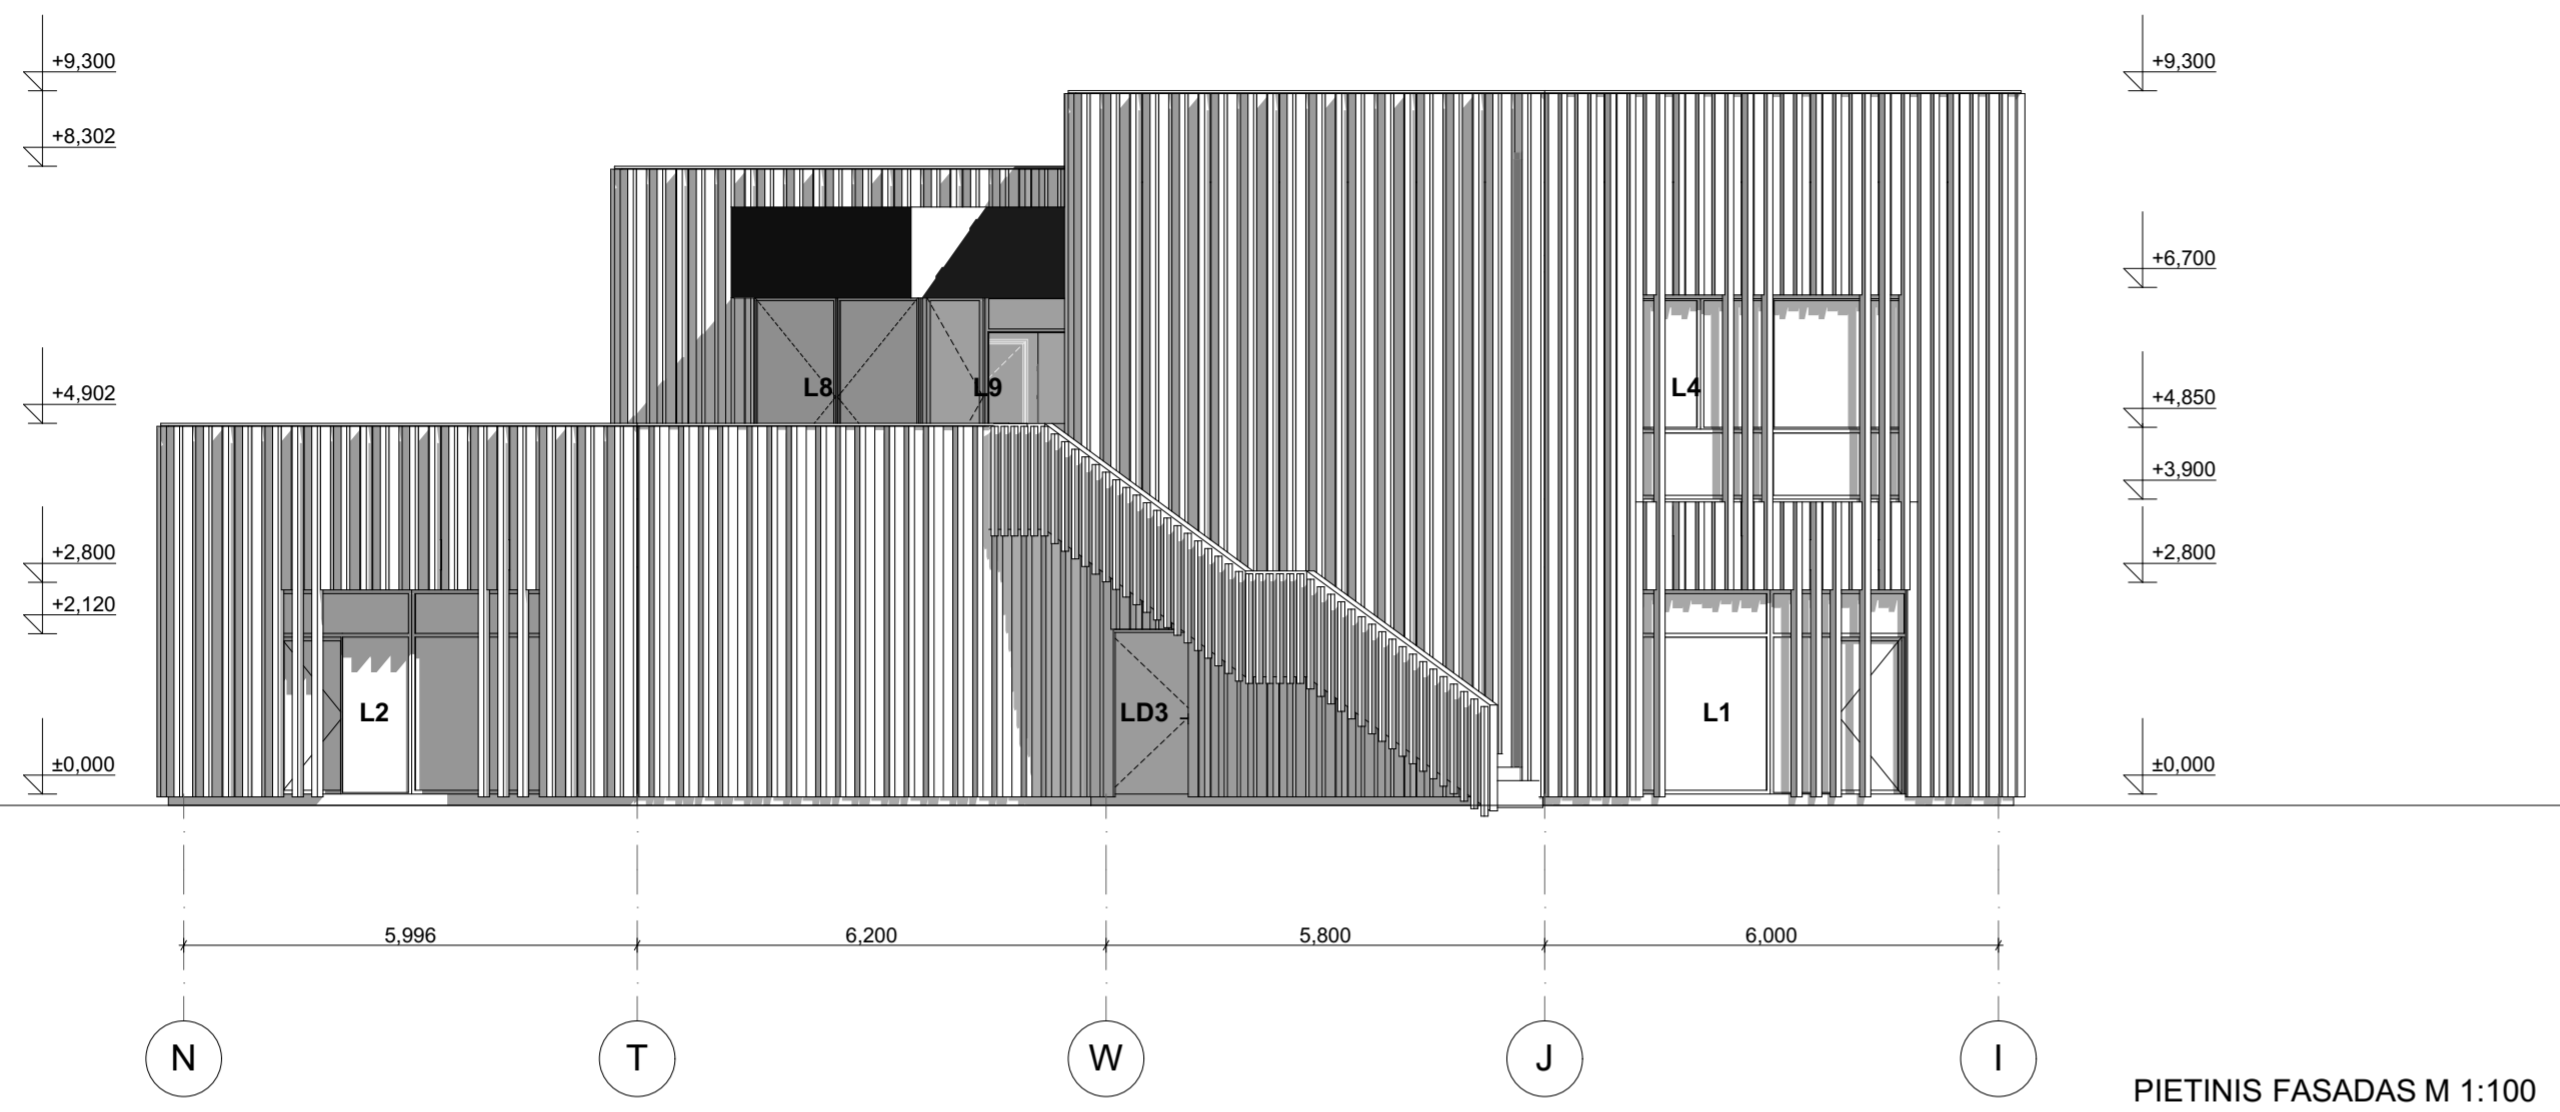 +9,300
+9,300
+8,302
+6,700
L8
L9
L4
+4,902
+4,850
+3,900
+2,800
+2,800
+2,120
L2
LD3
L1
±0,000
±0,000
5,996
6,200
5,800
6,000
N
T
W
J
I
PIETINIS FASADAS M 1:100